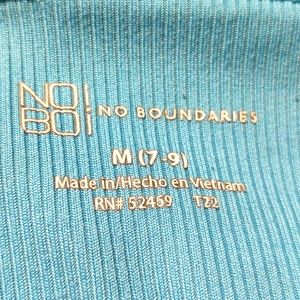 NO
BO
NO BOUNDARIES
M (7-9)
Made in/Hecho en Vietnam
RN# 52469 T22